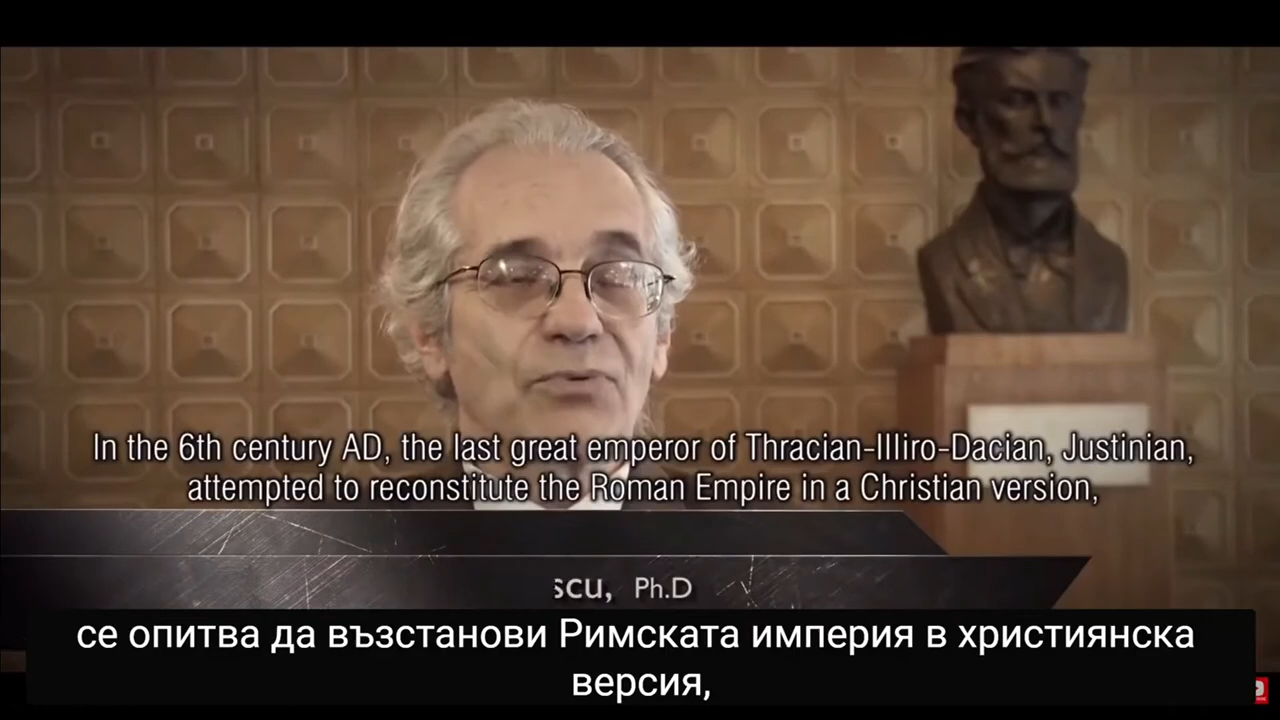 In the 6th century AD, the last great emperor of Thracian-Illiro-Dacian, Justinian,
attempted to reconstitute the Roman Empire in a Christian version,
scu, Ph.D
се опитва да възстанови Римската империя в християнска
версия,